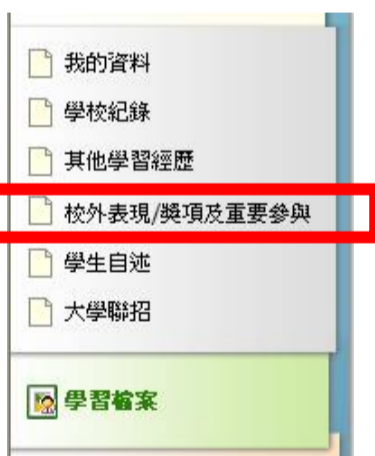 我的資料
學校紀錄
其他學習經歷
校外表現/獎項及重要參與
學生自述
大學聯招
學習檔案